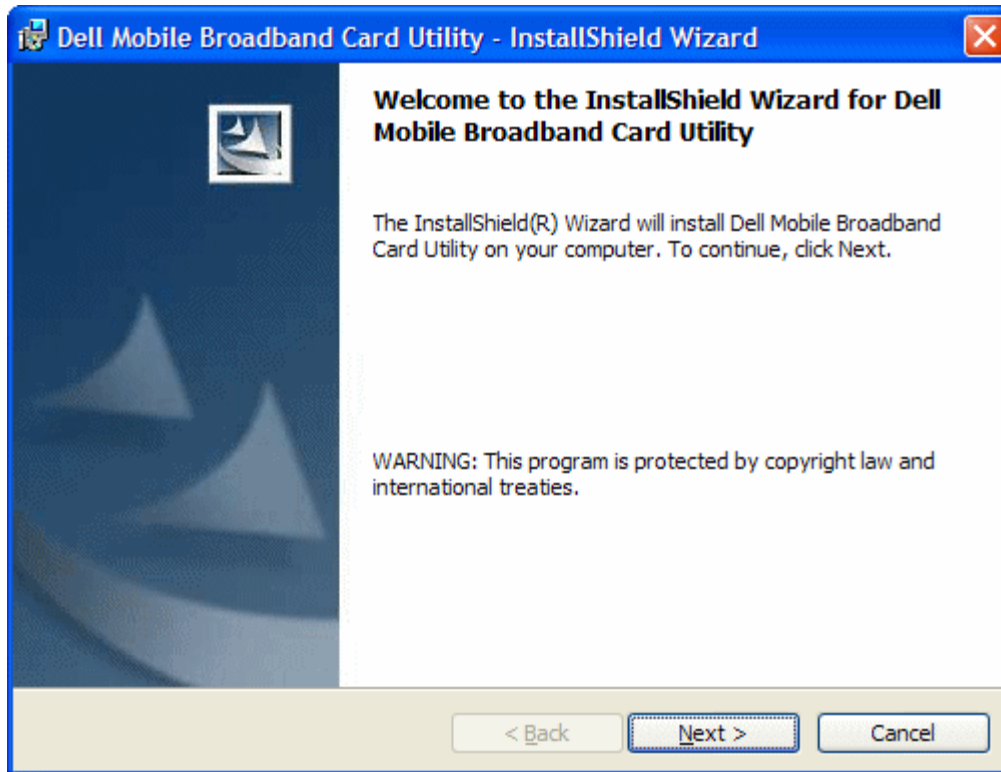 Dell Mobile Broadband Card Utility - InstallShield Wizard
Welcome to the InstallShield Wizard for Dell
Mobile Broadband Card Utility
The InstallShield(R) Wizard will install Dell Mobile Broadband
Card Utility on your computer. To continue, click Next.
WARNING: This program is protected by copyright law and
international treaties.
< Back
Next >
Cancel